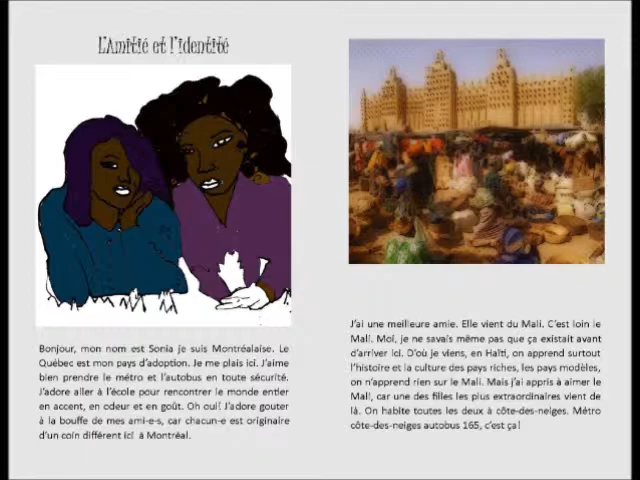 L'Amitié et l'identité
Bonjour, mon nom est Sonia je suis Montréalaise. Le
Québec est mon pays d'adoption. Je me plais ici. J'aime
bien prendre le métro et l'autobus en toute sécurité.
J'adore aller à l'école pour rencontrer le monde entier
en accent, en odeur et en goût. Oh oui! J'adore gouter
à la bouffe de mes ami-e-s, car chacun-e est originaire
d'un coin différent ici à Montréal.
J'ai une meilleure amie. Elle vient du Mali. C'est loin le
Mali. Moi, je ne savais même pas que ça existait avant
d'arriver ici. D'où je viens, en Haïti, on apprend surtout
l'histoire et la culture des pays riches, les pays modèles,
on n'apprend rien sur le Mali. Mais j'ai appris à aimer le
Mali, car une des filles les plus extraordinaires vient de
là. On habite toutes les deux à côte-des-neiges. Métro
côte-des-neiges autobus 165, c'est ça!